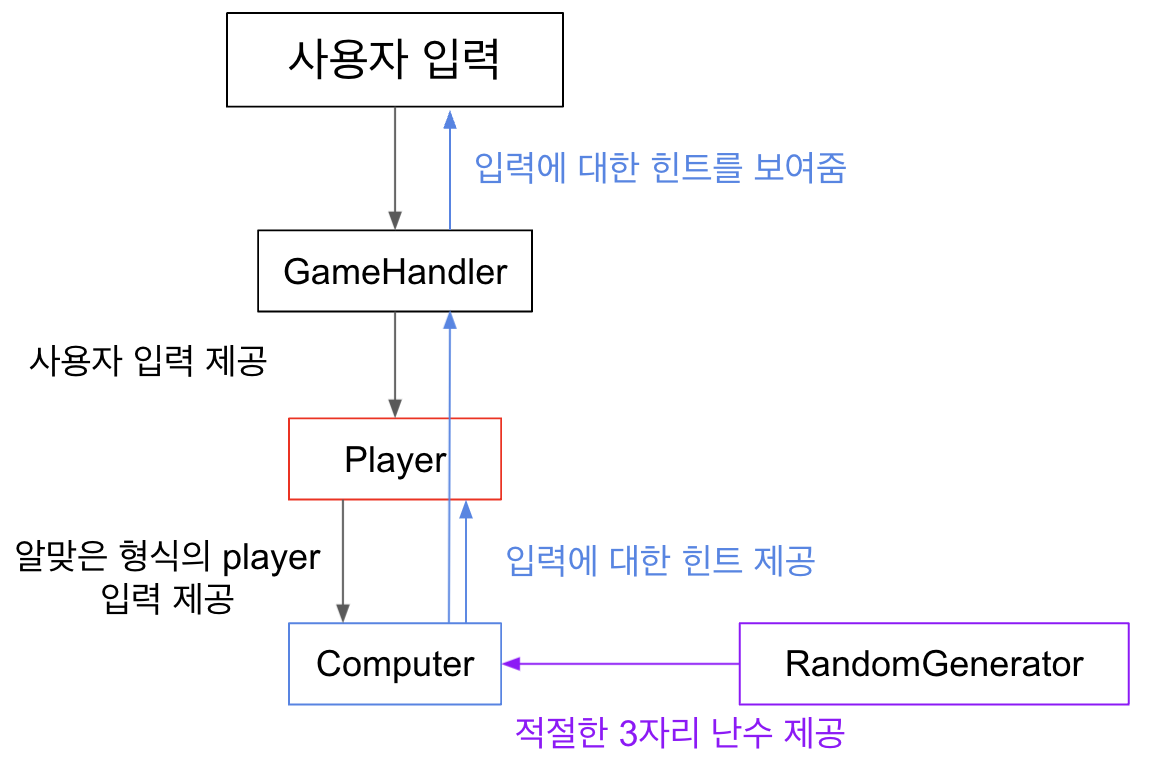 사용자 입력
입력에 대한 힌트를 보여줌
GameHandler
사용자 입력 제공
Player
알맞은 형식의 player
입력 제공
입력에 대한 힌트 제공
Computer
RandomGenerator
적절한 3자리 난수 제공